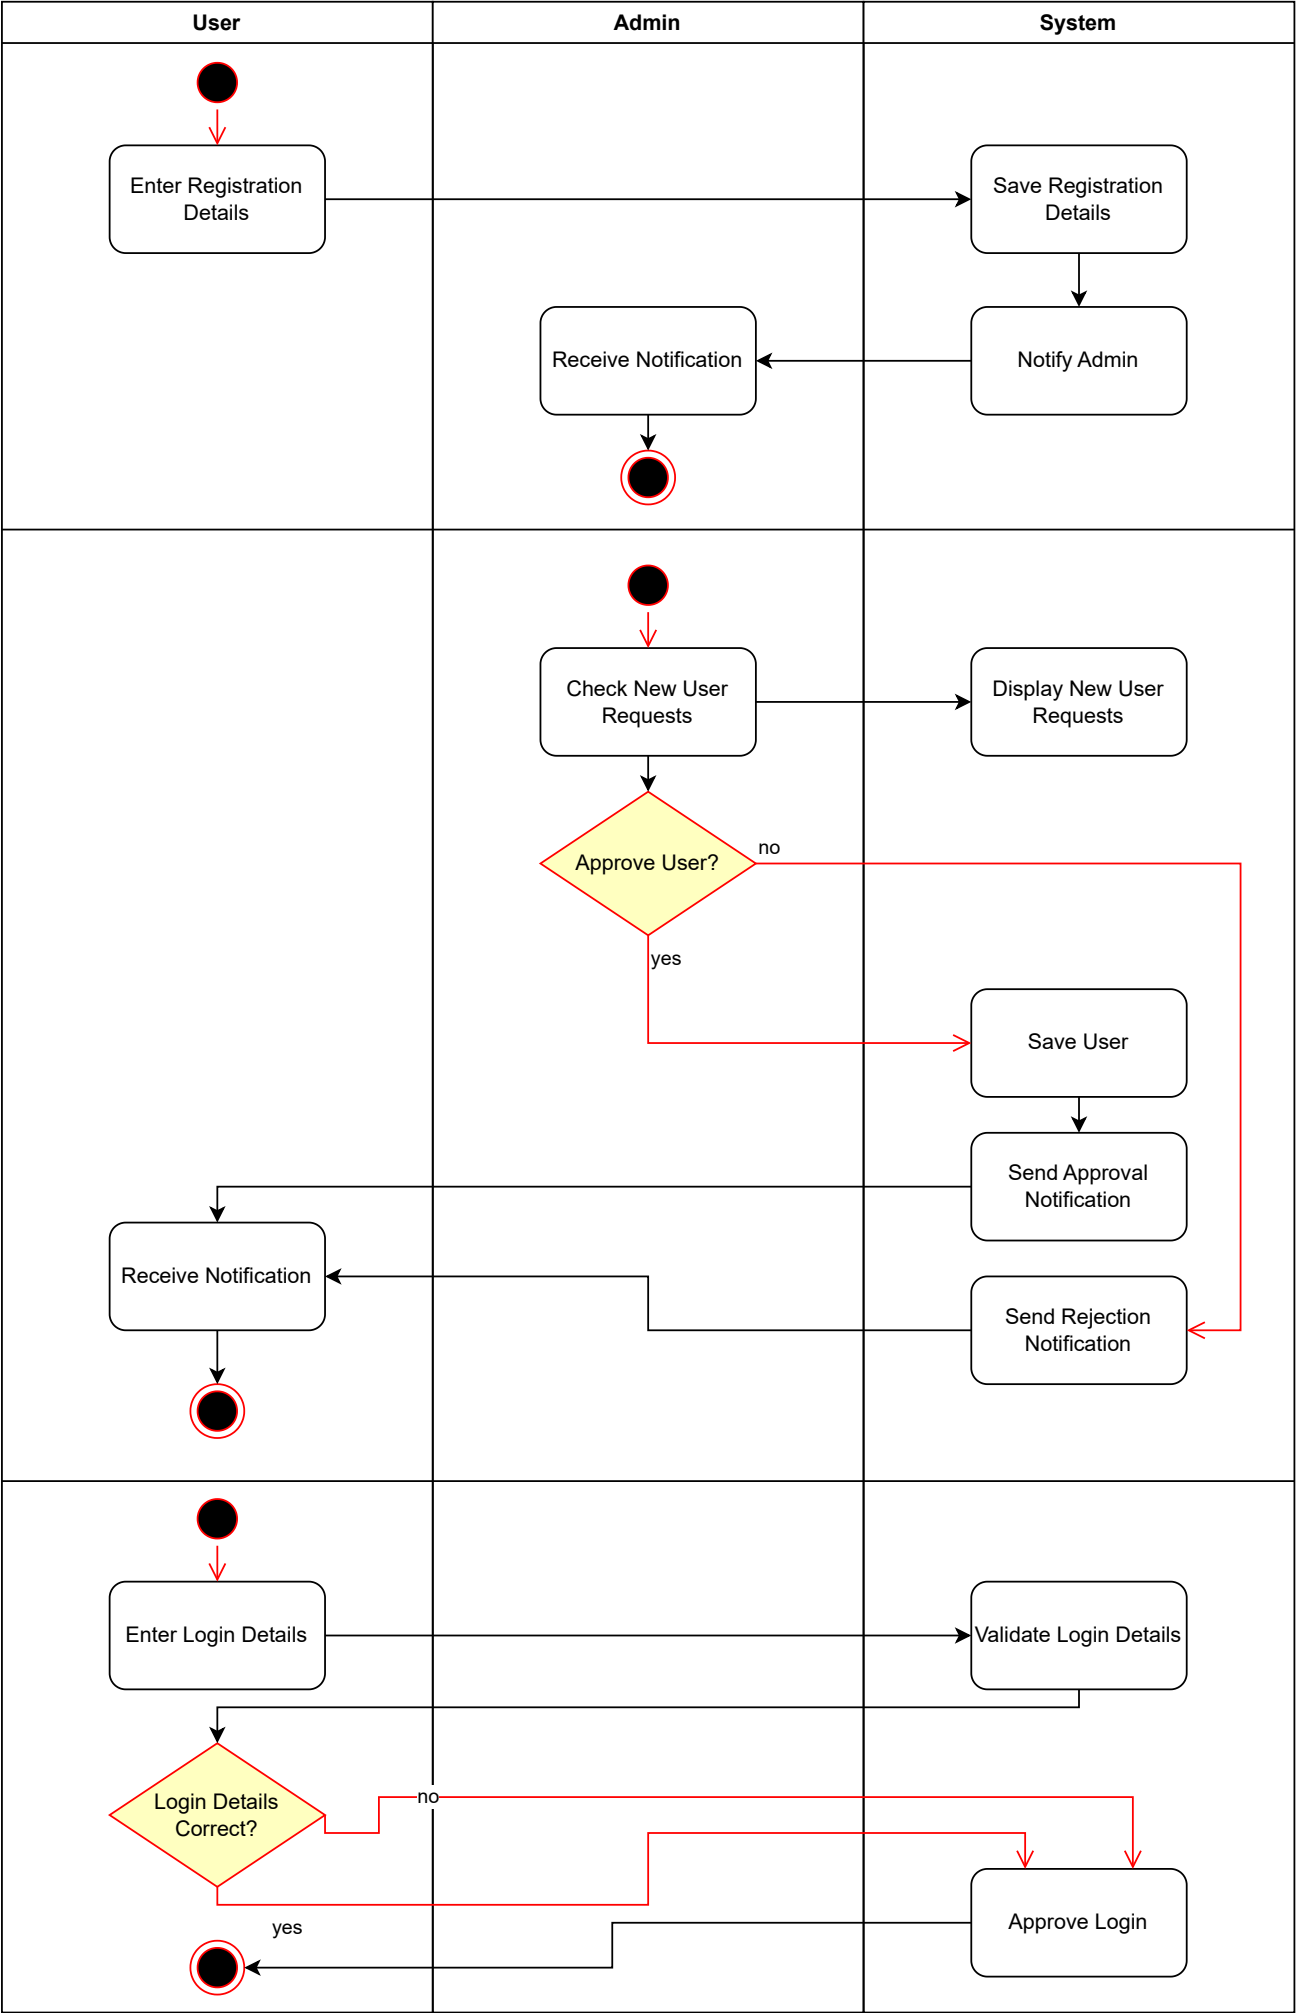 User
Admin
System
Enter Registration
Details
Save Registration
Details
Receive Notification
Notify Admin
Check New User
Requests
Display New User
Requests
Approve User?
no
yes
Save User
Send Approval
Notification
Receive Notification
Send Rejection
Notification
Enter Login Details
Validate Login Details
Login Details
Correct?
no
yes
Approve Login